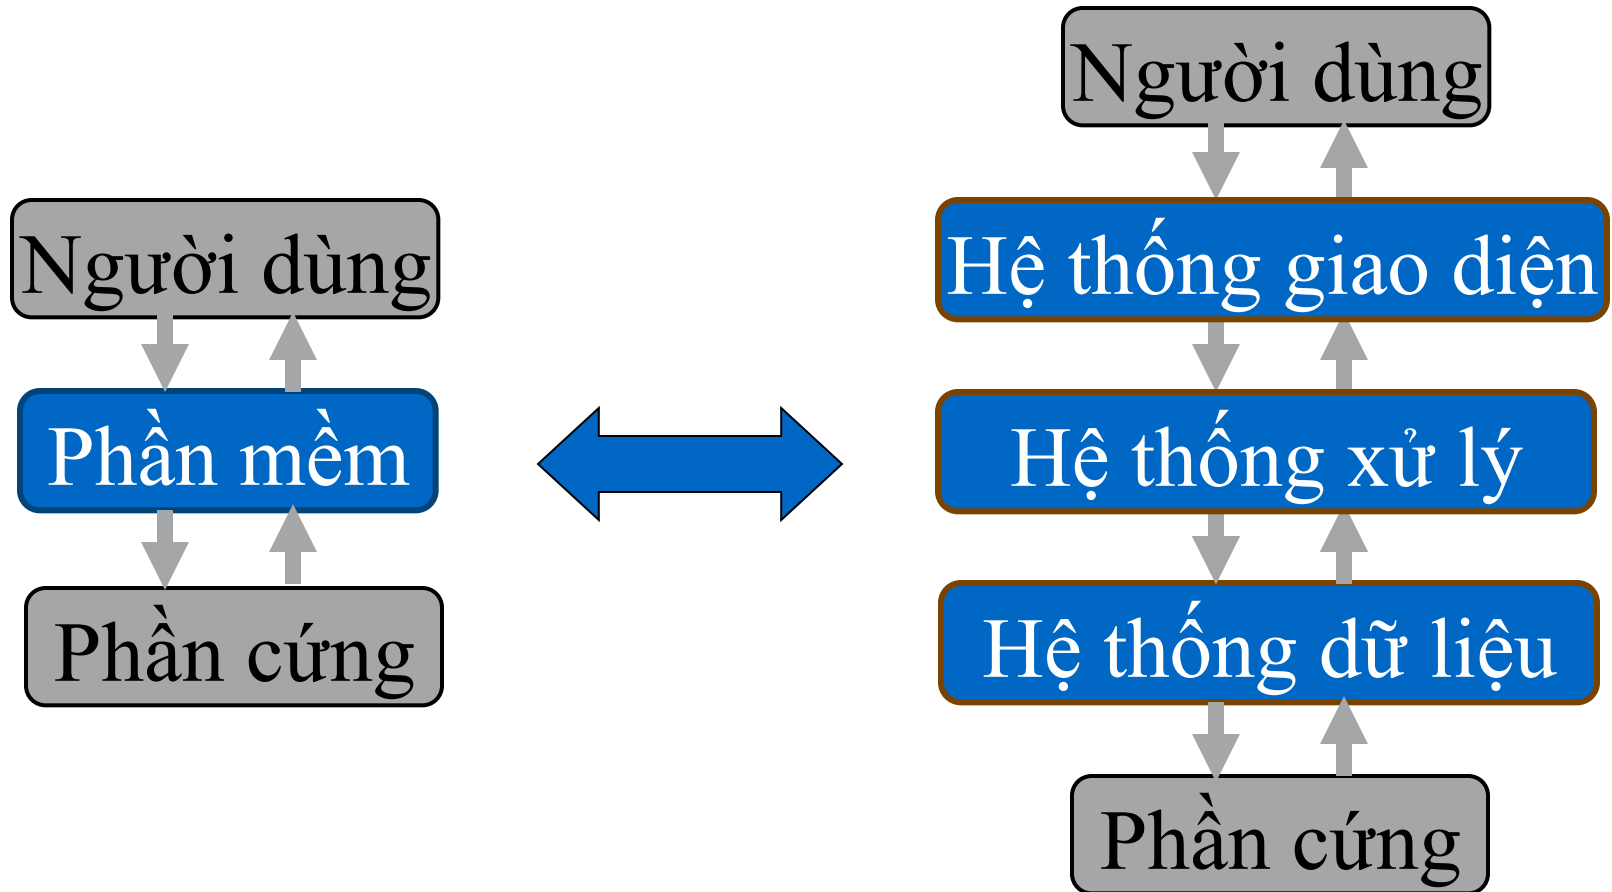 Người dùng
Phần mềm
Phần cứng
Người dùng
Hệ thống giao diện
Hệ thống xử lý
Hệ thống dữ liệu
Phần cứng